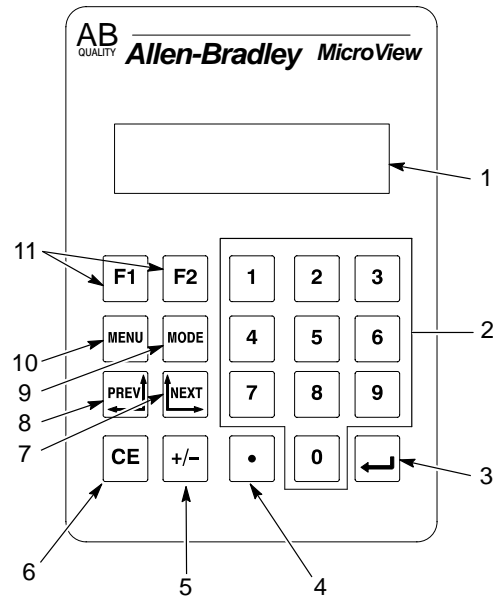 AB
QUALITY
Allen-Bradley MicroView
1
11
F1 F2 1 2 3
2
MENU MODE 4 5 6
10
9
PREV NEXT 7 8 9
8
7
CE +/– • 0
3
6
5
4